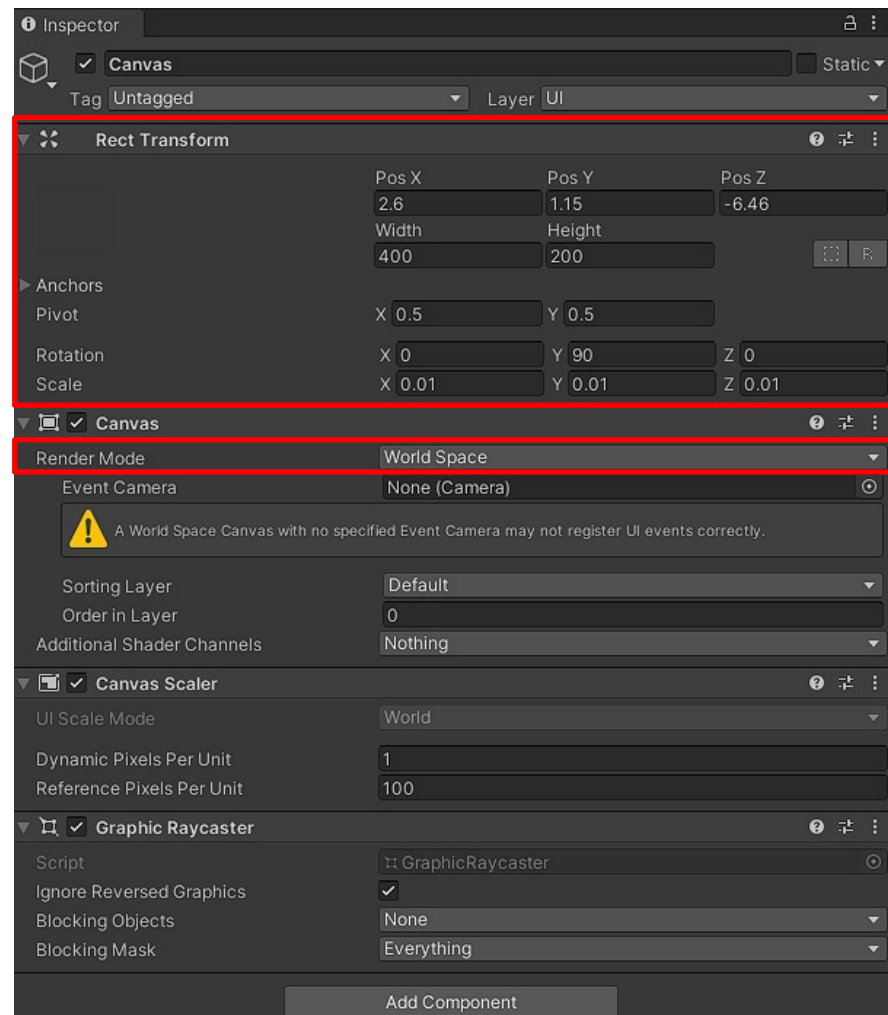 Inspector
Canvas Static
Tag Untagged Layer UI
Rect Transform
Pos X Pos Y Pos Z
2.6 1.15 -6.46
Width Height
400 200 R
Anchors
Pivot X 0.5 Y 0.5
Rotation X 0 Y 90 Z 0
Scale X 0.01 Y 0.01 Z 0.01
Canvas
Render Mode World Space
Event Camera None (Camera)
A World Space Canvas with no specified Event Camera may not register UI events correctly.
Sorting Layer Default
Order in Layer 0
Additional Shader Channels Nothing
Canvas Scaler
UI Scale Mode World
Dynamic Pixels Per Unit 1
Reference Pixels Per Unit 100
Graphic Raycaster
Script GraphicRaycaster
Ignore Reversed Graphics
Blocking Objects None
Blocking Mask Everything
Add Component